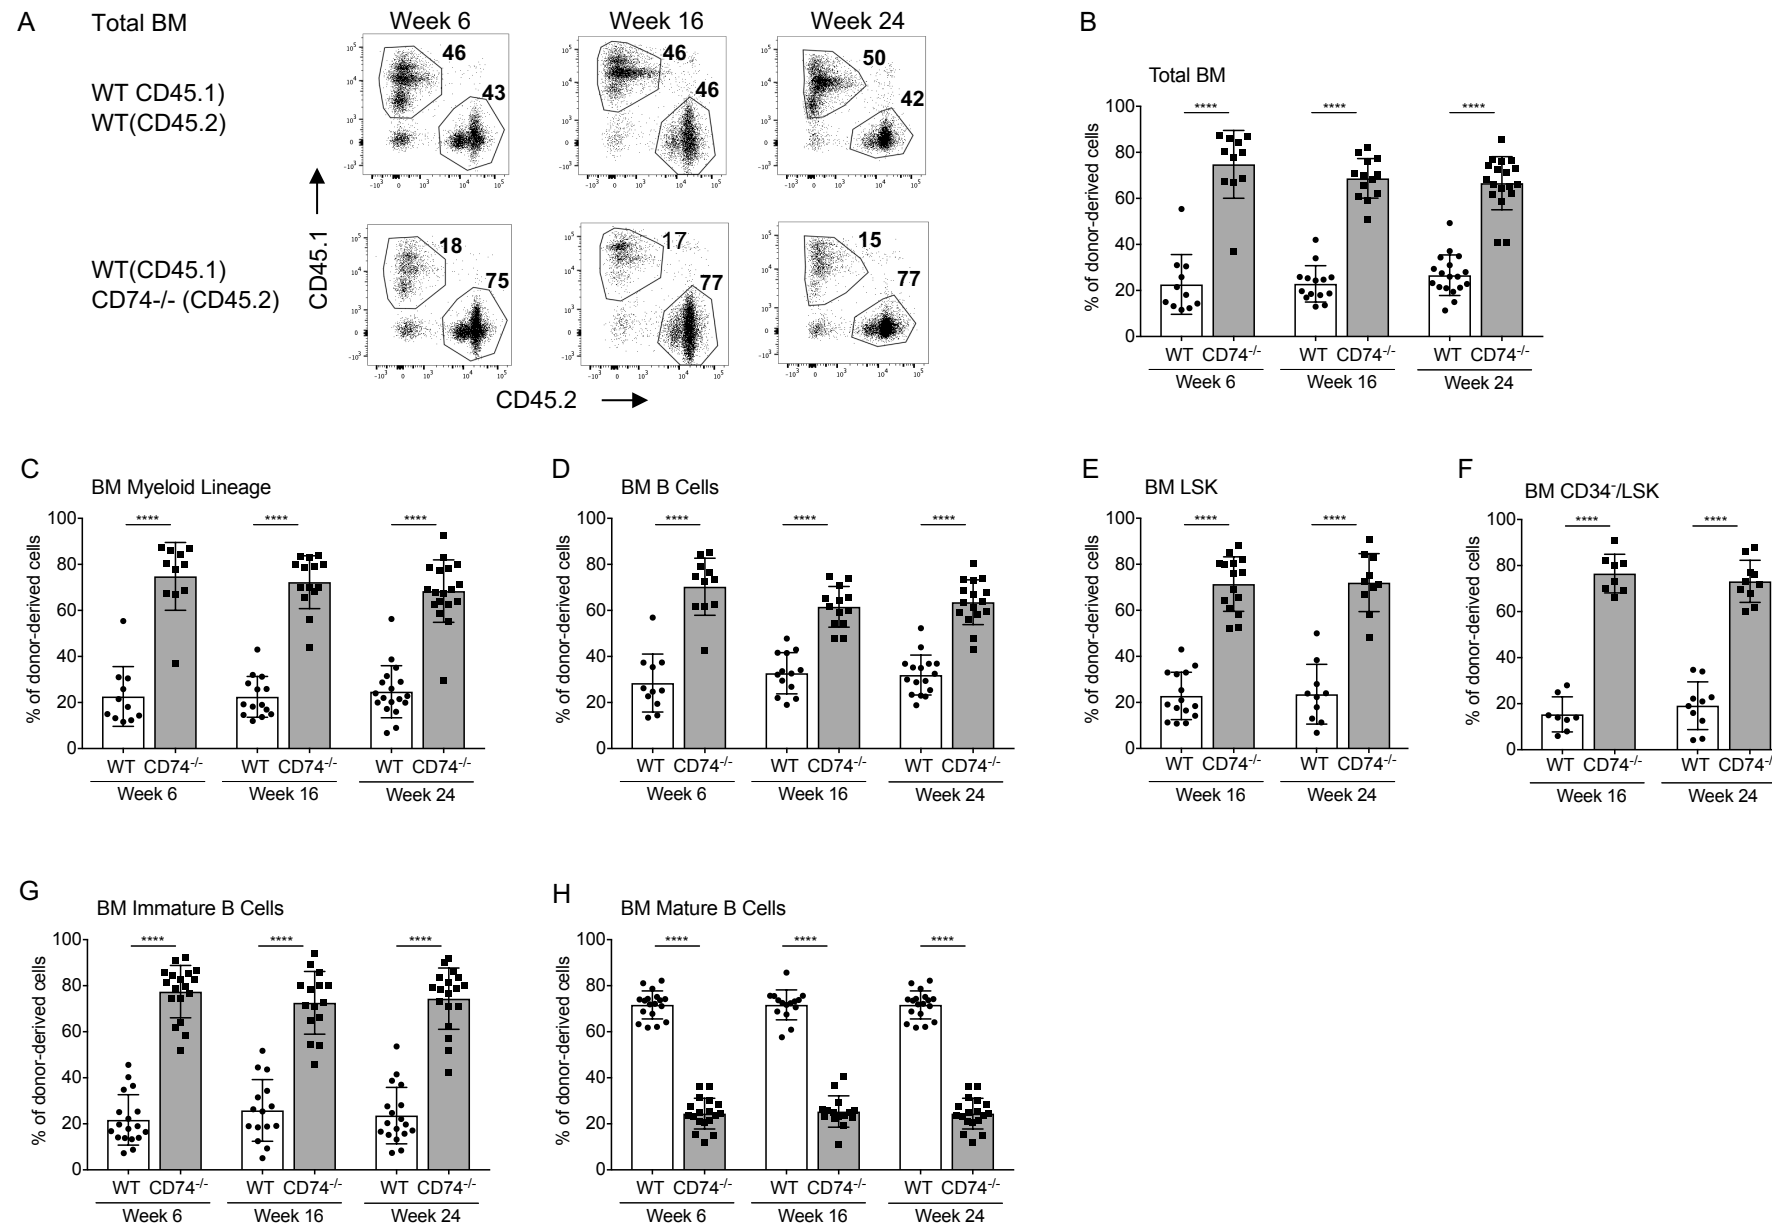 A
Total BM
Week 6
Week 16
Week 24
WT CD45.1)
WT(CD45.2)
46
43
46
46
50
42
WT(CD45.1)
CD74-/- (CD45.2)
18
75
17
77
15
77
CD45.1
CD45.2
B
Total BM
% of donor-derived cells
100
80
60
40
20
0
**** **** ****
WT CD74-/- WT CD74-/- WT CD74-/-
Week 6 Week 16 Week 24
C
BM Myeloid Lineage
% of donor-derived cells
100
80
60
40
20
0
**** **** ****
WT CD74-/- WT CD74-/- WT CD74-/-
Week 6 Week 16 Week 24
D
BM B Cells
% of donor-derived cells
100
80
60
40
20
0
**** **** ****
WT CD74-/- WT CD74-/- WT CD74-/-
Week 6 Week 16 Week 24
E
BM LSK
% of donor-derived cells
100
80
60
40
20
0
**** ****
WT CD74-/- WT CD74-/-
Week 16 Week 24
F
BM CD34-/LSK
% of donor-derived cells
100
80
60
40
20
0
**** ****
WT CD74-/- WT CD74-/
Week 16 Week 24
G
BM Immature B Cells
% of donor-derived cells
100
80
60
40
20
0
**** **** ****
WT CD74-/- WT CD74-/- WT CD74-/-
Week 6 Week 16 Week 24
H
BM Mature B Cells
% of donor-derived cells
100
80
60
40
20
0
**** **** ****
WT CD74-/- WT CD74-/- WT CD74-/-
Week 6 Week 16 Week 24